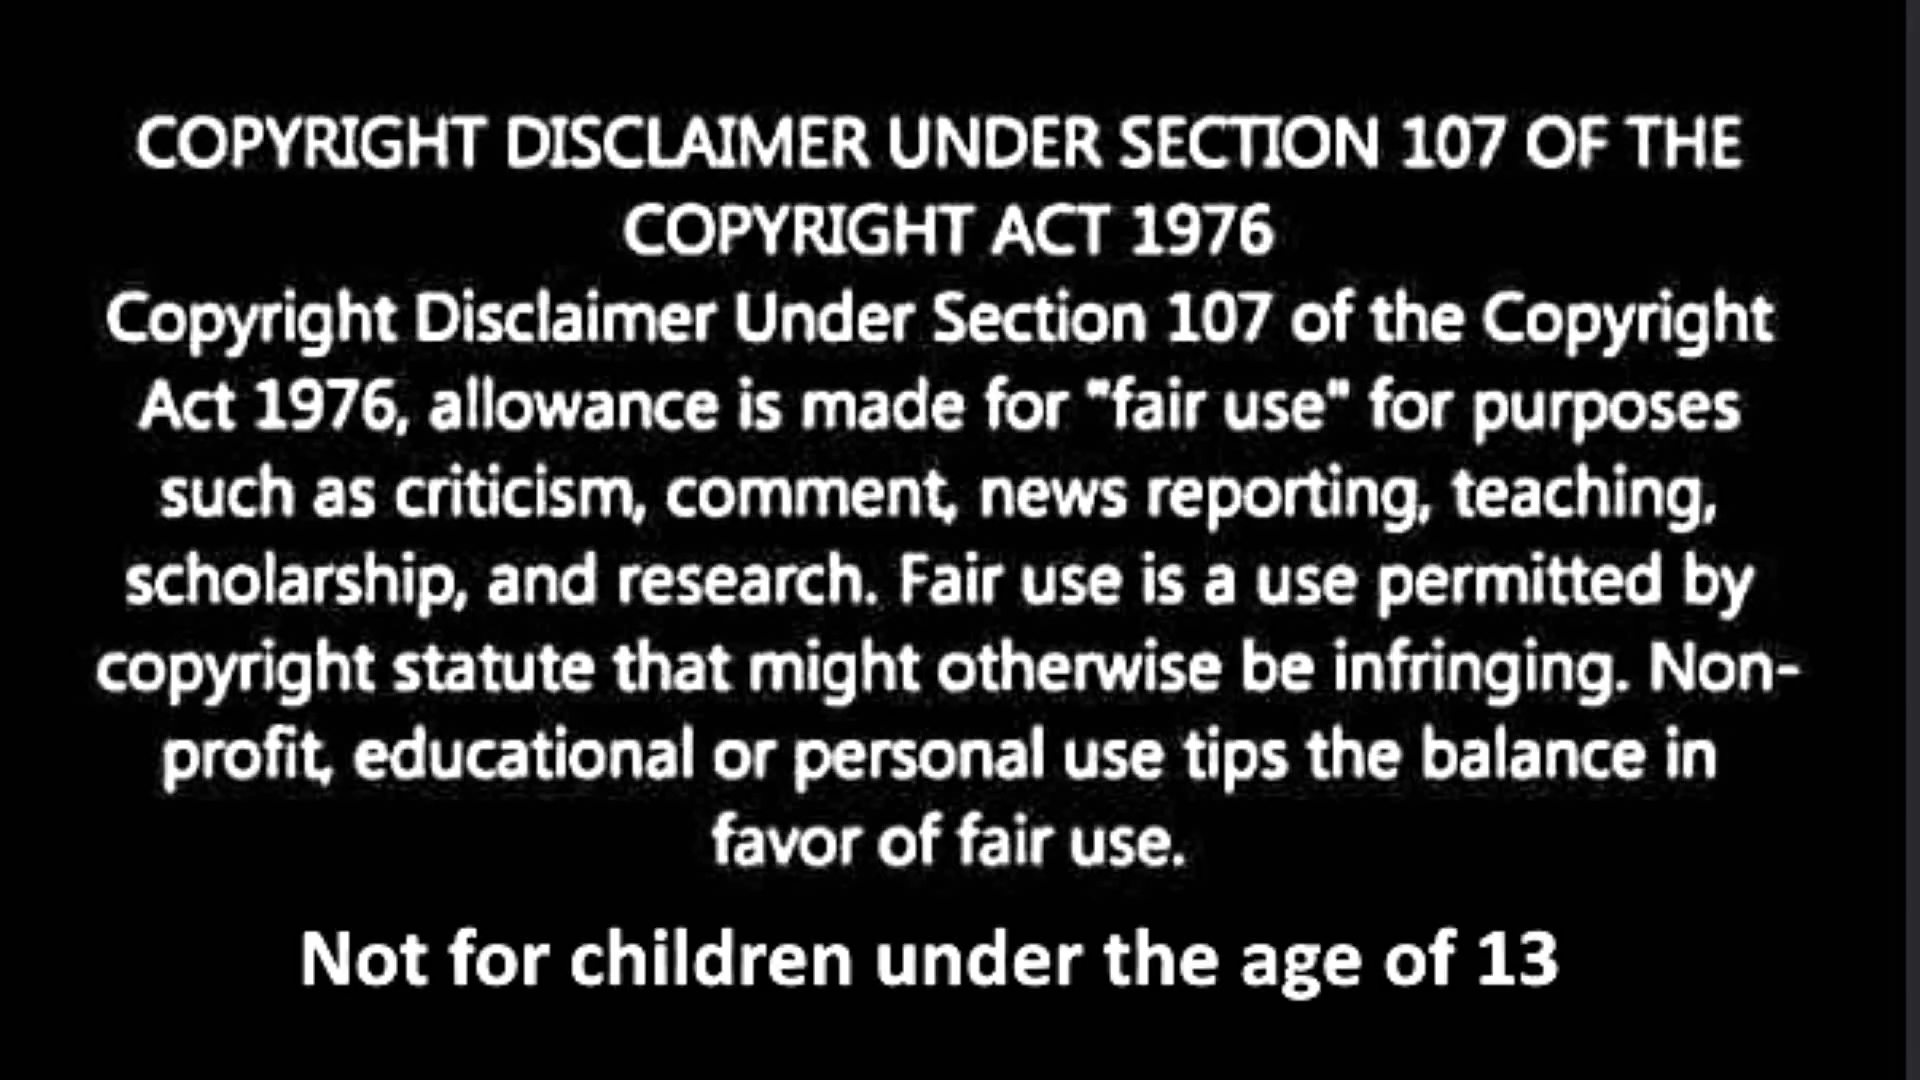 COPYRIGHT DISCLAIMER UNDER SECTION 107 OF THE
COPYRIGHT ACT 1976
Copyright Disclaimer Under Section 107 of the Copyright
Act 1976, allowance is made for "fair use" for purposes
such as criticism, comment, news reporting, teaching,
scholarship, and research. Fair use is a use permitted by
copyright statute that might otherwise be infringing. Non-
profit, educational or personal use tips the balance in
favor of fair use.
Not for children under the age of 13